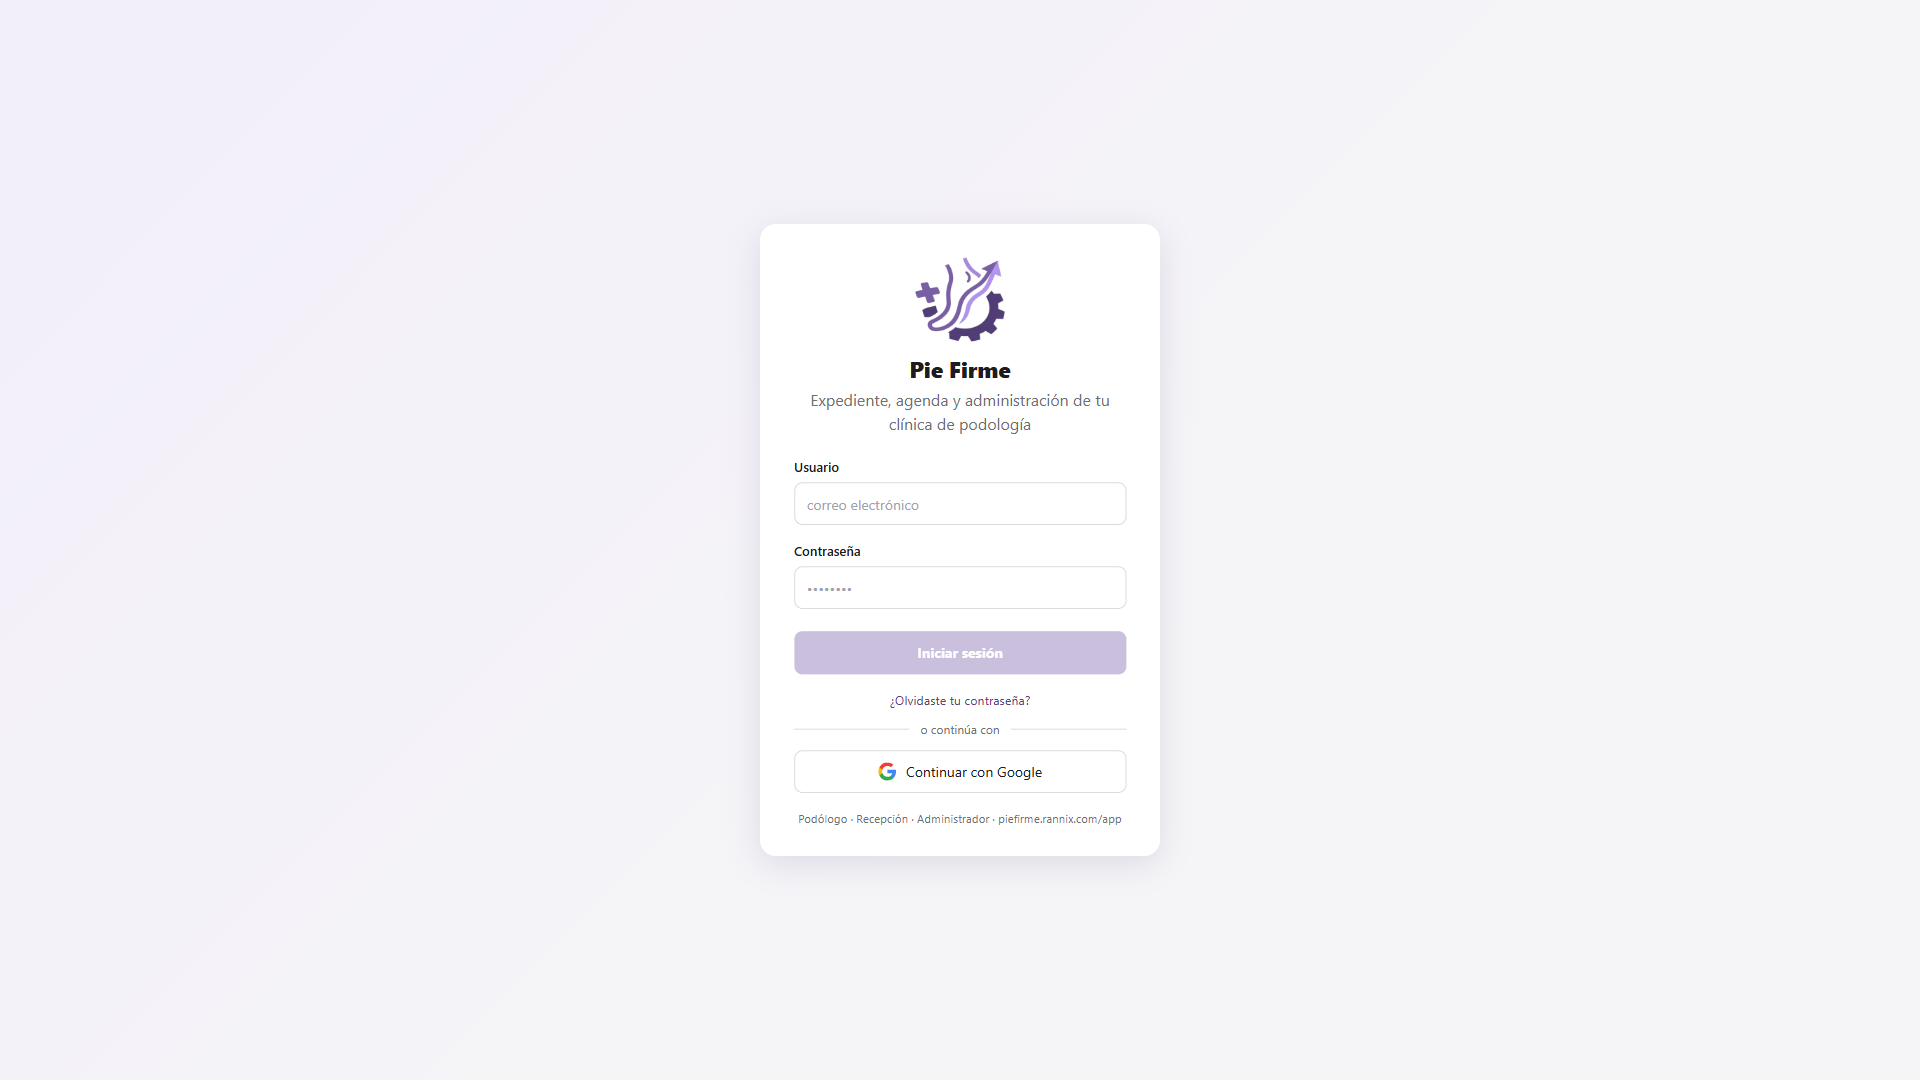 Pie Firme
Expediente, agenda y administración de tu
clínica de podología
Usuario
correo electrónico
Contraseña
••••••••
Iniciar sesión
¿Olvidaste tu contraseña?
o continúa con
Continuar con Google
Podólogo · Recepción · Administrador · piefirme.rannix.com/app